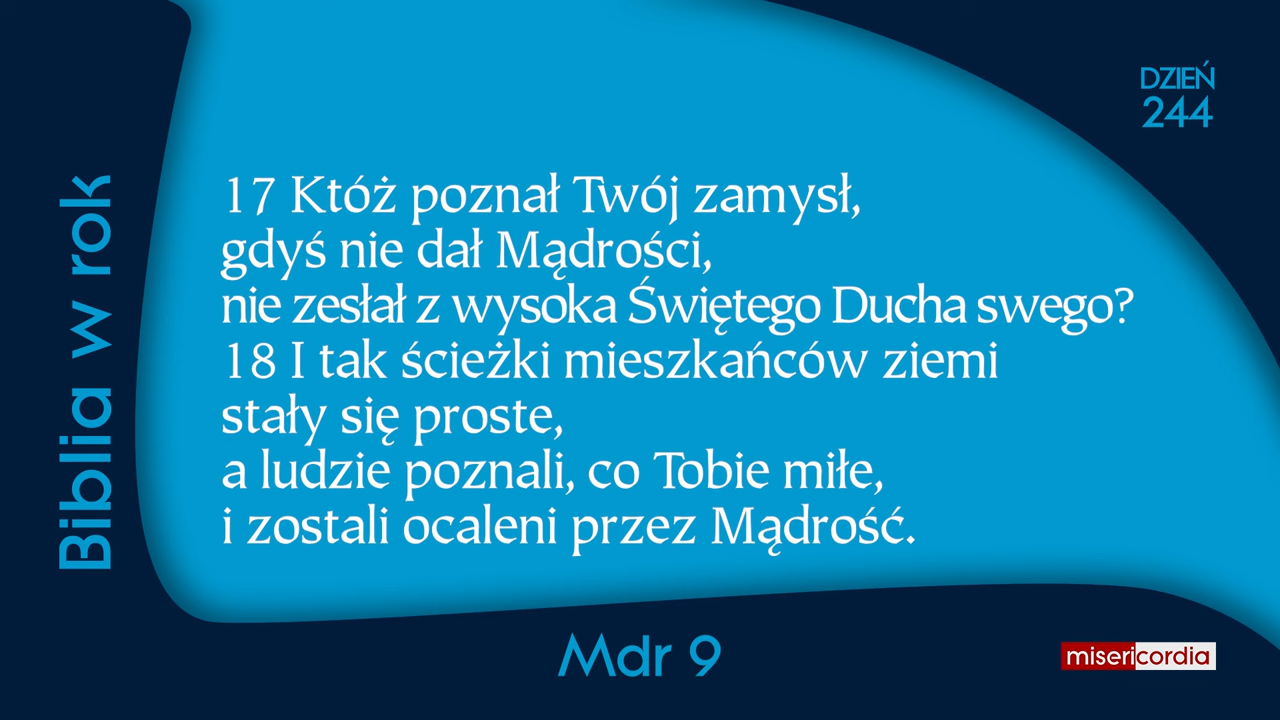 DZIEŃ
244
Biblia w rok
17 Któż poznał Twój zamysł,
gdyś nie dał Mądrości,
nie zesłał z wysoka Świętego Ducha swego?
18 I tak ścieżki mieszkańców ziemi
stały się proste,
a ludzie poznali, co Tobie miłe,
i zostali ocaleni przez Mądrość.
Mdr 9
misericordia